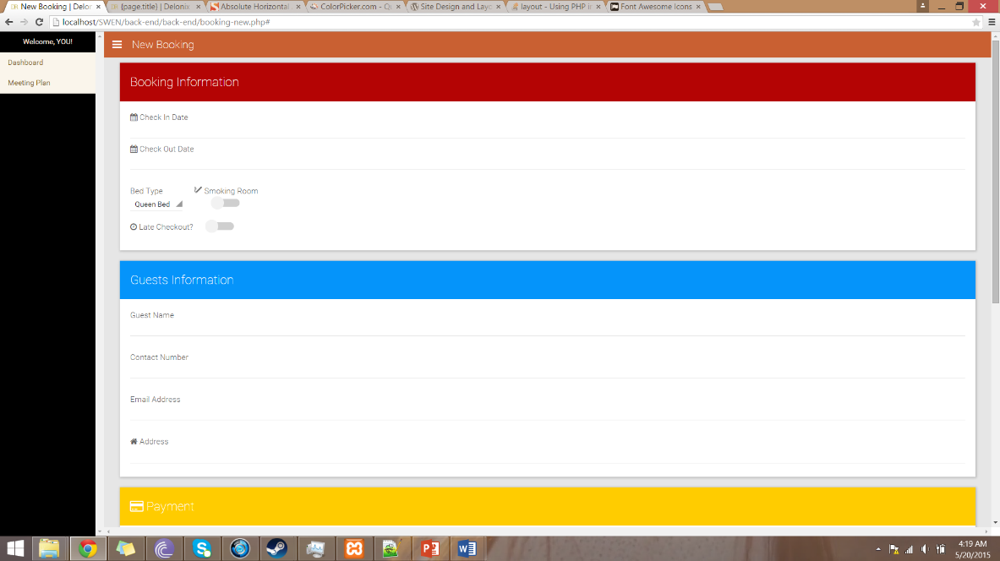 New Booking | Delon
{page.title} | Delonix
Absolute Horizontal
ColorPicker.com - Qu
Site Design and Layo
layout - Using PHP i
Font Awesome Icons
localhost/SWEN/back-end/back-end/booking-new.php#
Welcome, YOU!
New Booking
Dashboard
Meeting Plan
Booking Information
Check In Date
Check Out Date
Bed Type
Smoking Room
Queen Bed
Late Checkout?
Guests Information
Guest Name
Contact Number
Email Address
Address
Payment
4:19 AM
5/20/2015